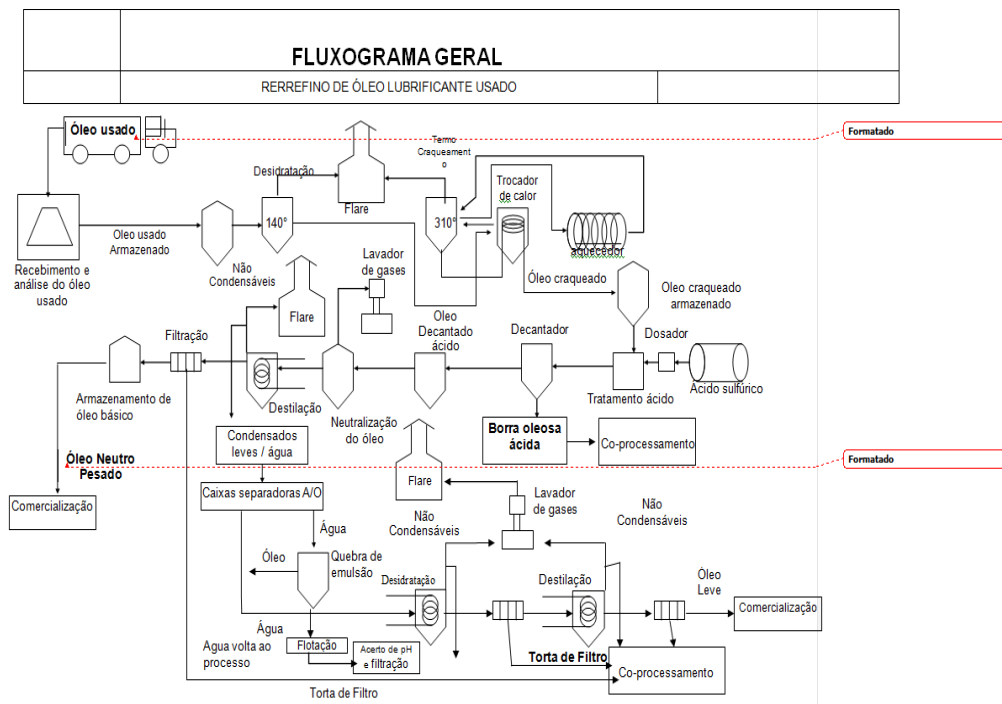 FLUXOGRAMA GERAL
RERREFINO DE ÓLEO LUBRIFICANTE USADO
Óleo usado
Formatado
Termo
Craqueament
o
Desidratação
Trocador
de calor
Flare
140°
310°
Oleo usado
Armazenado
aquecedor
Recebimento e
análise do óleo
usado
Não
Condensáveis
Lavador
de gases
Óleo craqueado
Oleo craqueado
armazenado
Flare
Filtração
Oleo
Decantado
ácido
Decantador
Dosador
Armazenamento de
óleo básico
Destilação
Neutralização
do óleo
Tratamento ácido
Ácido sulfúrico
Condensados
leves / água
Borra oleosa
ácida
Co-processamento
Óleo Neutro
Pesado
Formatado
Comercialização
Caixas separadoras A/O
Flare
Lavador
de gases
Não
Condensáveis
Não
Condensáveis
Água
Óleo
Quebra de
emulsão
Desidratação
Destilação
Óleo
Leve
Comercialização
Água
Agua volta ao
processo
Flotação
Acerto de pH
e filtração
Torta de Filtro
Co-processamento
Torta de Filtro